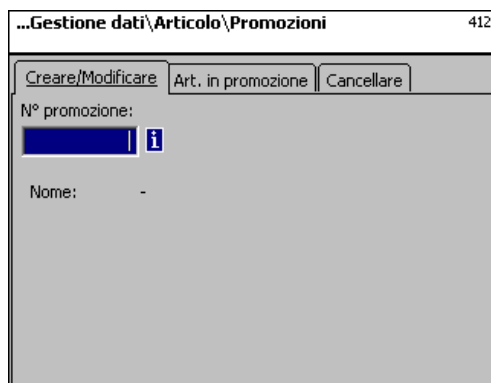 ...Gestione dati\Articolo\Promozioni 412
Creare/Modificare Art. in promozione Cancellare
N° promozione:
i
Nome: -